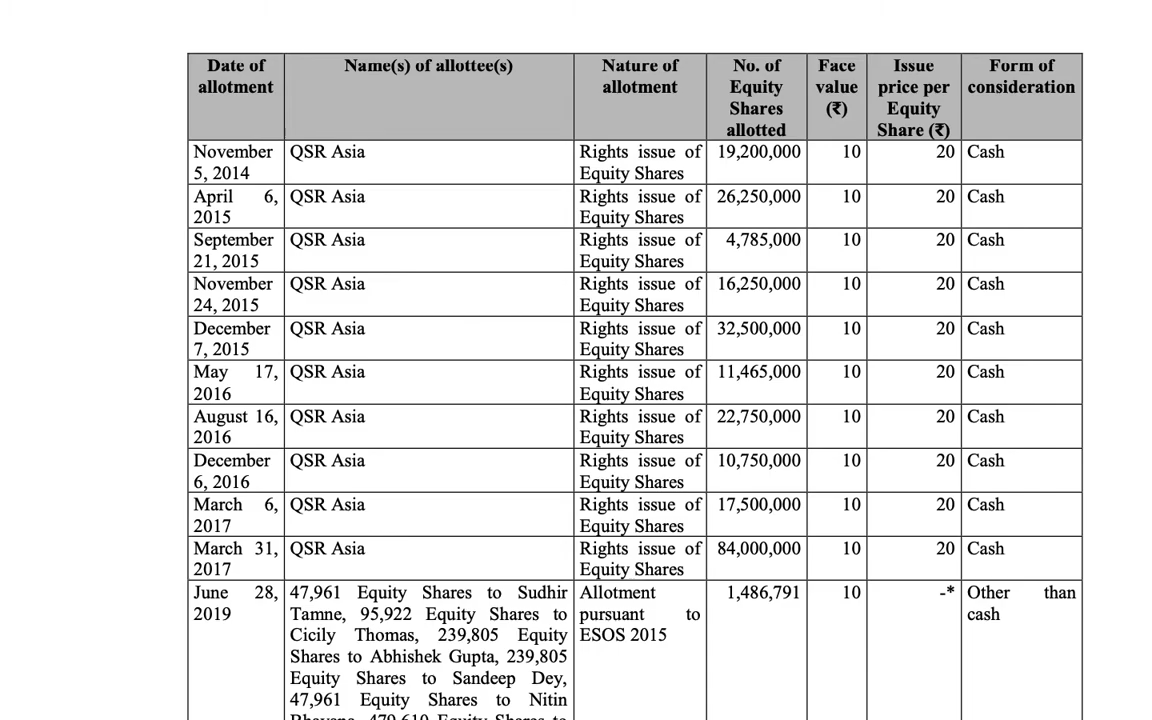 Date of allotment | Name(s) of allottee(s) | Nature of allotment | No. of Equity Shares allotted | Face value (₹) | Issue price per Equity Share (₹) | Form of consideration
November 5, 2014 | QSR Asia | Rights issue of Equity Shares | 19,200,000 | 10 | 20 | Cash
April 6, 2015 | QSR Asia | Rights issue of Equity Shares | 26,250,000 | 10 | 20 | Cash
September 21, 2015 | QSR Asia | Rights issue of Equity Shares | 4,785,000 | 10 | 20 | Cash
November 24, 2015 | QSR Asia | Rights issue of Equity Shares | 16,250,000 | 10 | 20 | Cash
December 7, 2015 | QSR Asia | Rights issue of Equity Shares | 32,500,000 | 10 | 20 | Cash
May 17, 2016 | QSR Asia | Rights issue of Equity Shares | 11,465,000 | 10 | 20 | Cash
August 16, 2016 | QSR Asia | Rights issue of Equity Shares | 22,750,000 | 10 | 20 | Cash
December 6, 2016 | QSR Asia | Rights issue of Equity Shares | 10,750,000 | 10 | 20 | Cash
March 6, 2017 | QSR Asia | Rights issue of Equity Shares | 17,500,000 | 10 | 20 | Cash
March 31, 2017 | QSR Asia | Rights issue of Equity Shares | 84,000,000 | 10 | 20 | Cash
June 28, 2019 | 47,961 Equity Shares to Sudhir Tamne, 95,922 Equity Shares to Cicily Thomas, 239,805 Equity Shares to Abhishek Gupta, 239,805 Equity Shares to Sandeep Dey, 47,961 Equity Shares to Nitin | Allotment pursuant to ESOS 2015 | 1,486,791 | 10 | -* | Other than cash